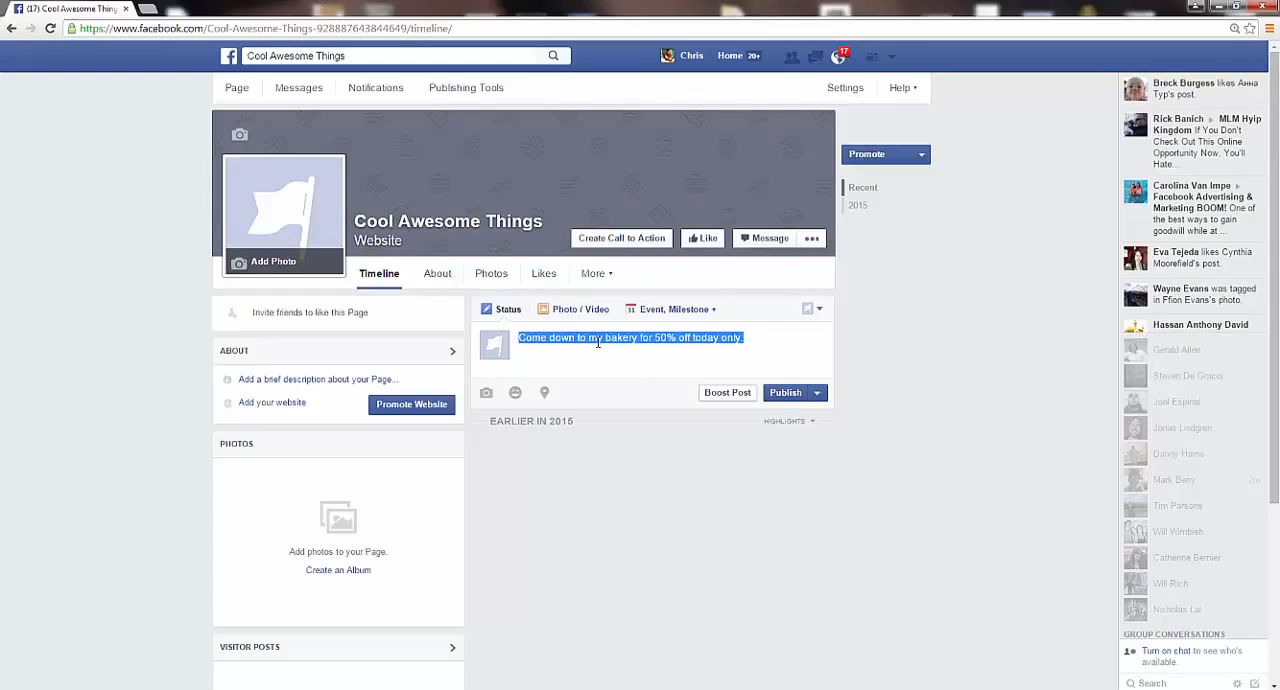 (17) Cool Awesome Thing
https://www.facebook.com/Cool-Awesome-Things-928887643844649/timeline/
Cool Awesome Things
Chris
Home 20+
17
Page
Messages
Notifications
Publishing Tools
Settings
Help
Promote
Recent
2015
Cool Awesome Things
Website
Create Call to Action
Like
Message
Add Photo
Timeline
About
Photos
Likes
More
Invite friends to like this Page
ABOUT
Add a brief description about your Page...
Add your website
Promote Website
PHOTOS
Add photos to your Page.
Create an Album
VISITOR POSTS
Status
Photo / Video
31
Event, Milestone +
Come down to my bakery for 50% off today only.
Boost Post
Publish
EARLIER IN 2015
HIGHLIGHTS
Breck Burgess likes Anna
Typ's post.
Rick Banich ▸ MLM Hyip
Kingdom If You Don't
Check Out This Online
Opportunity Now, You'll
Hate...
Carolina Van Impe ▸
Facebook Advertising &
Marketing BOOM! One of
the best ways to gain
goodwill while at ...
Eva Tejeda likes Cynthia
Moorefield's post.
Wayne Evans was tagged
in Ffion Evans's photo.
Hassan Anthony David
Gerald Allen
Steven De Graco
Joel Espinal
Jonas Lindgren
Danny Hams
Mark Berry
2m
Tim Parsons
Will Wimbish
Catherine Bernier
Will Rich
Nicholas Lai
GROUP CONVERSATIONS
Turn on chat to see who's
available.
Search